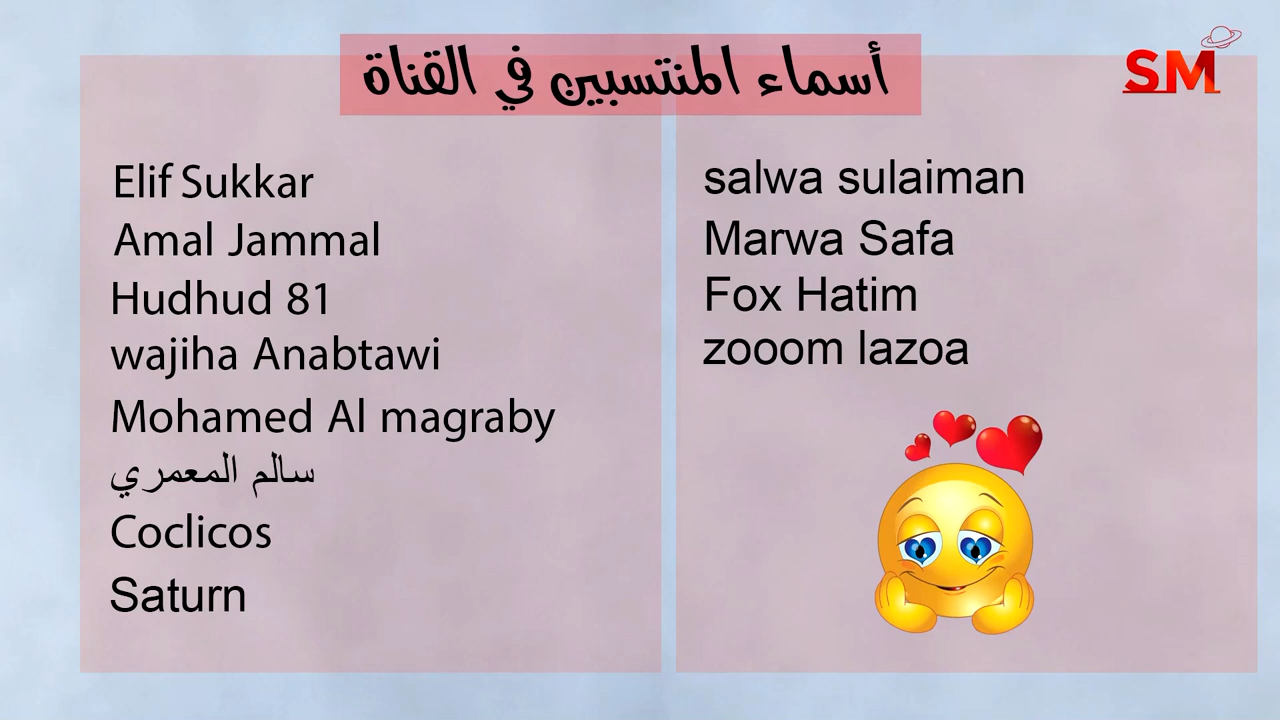 أسماء المنتسبين في القناة
SM
Elif Sukkar
Amal Jammal
Hudhud 81
wajiha Anabtawi
Mohamed Al magraby
سالم المعمري
Coclicos
Saturn
salwa sulaiman
Marwa Safa
Fox Hatim
zooom lazoa